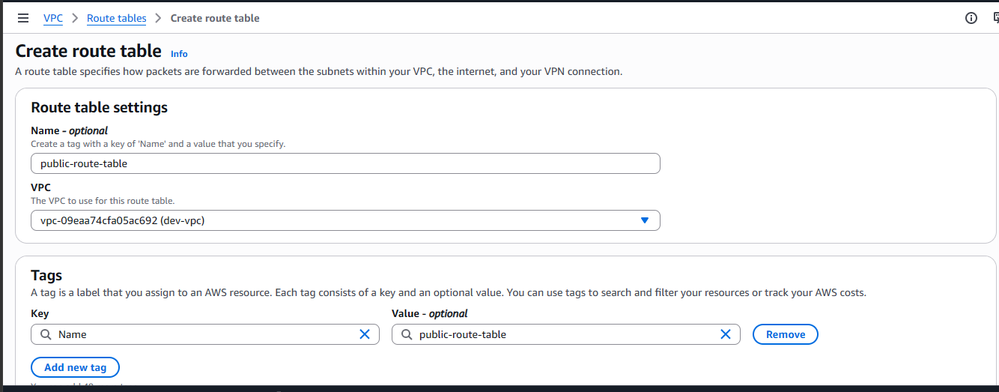 VPC > Route tables > Create route table
Create route table Info
A route table specifies how packets are forwarded between the subnets within your VPC, the internet, and your VPN connection.
Route table settings
Name - optional
Create a tag with a key of 'Name' and a value that you specify.
public-route-table
VPC
The VPC to use for this route table.
vpc-09eaa74cfa05ac692 (dev-vpc)
Tags
A tag is a label that you assign to an AWS resource. Each tag consists of a key and an optional value. You can use tags to search and filter your resources or track your AWS costs.
Key Value - optional
Name public-route-table Remove
Add new tag